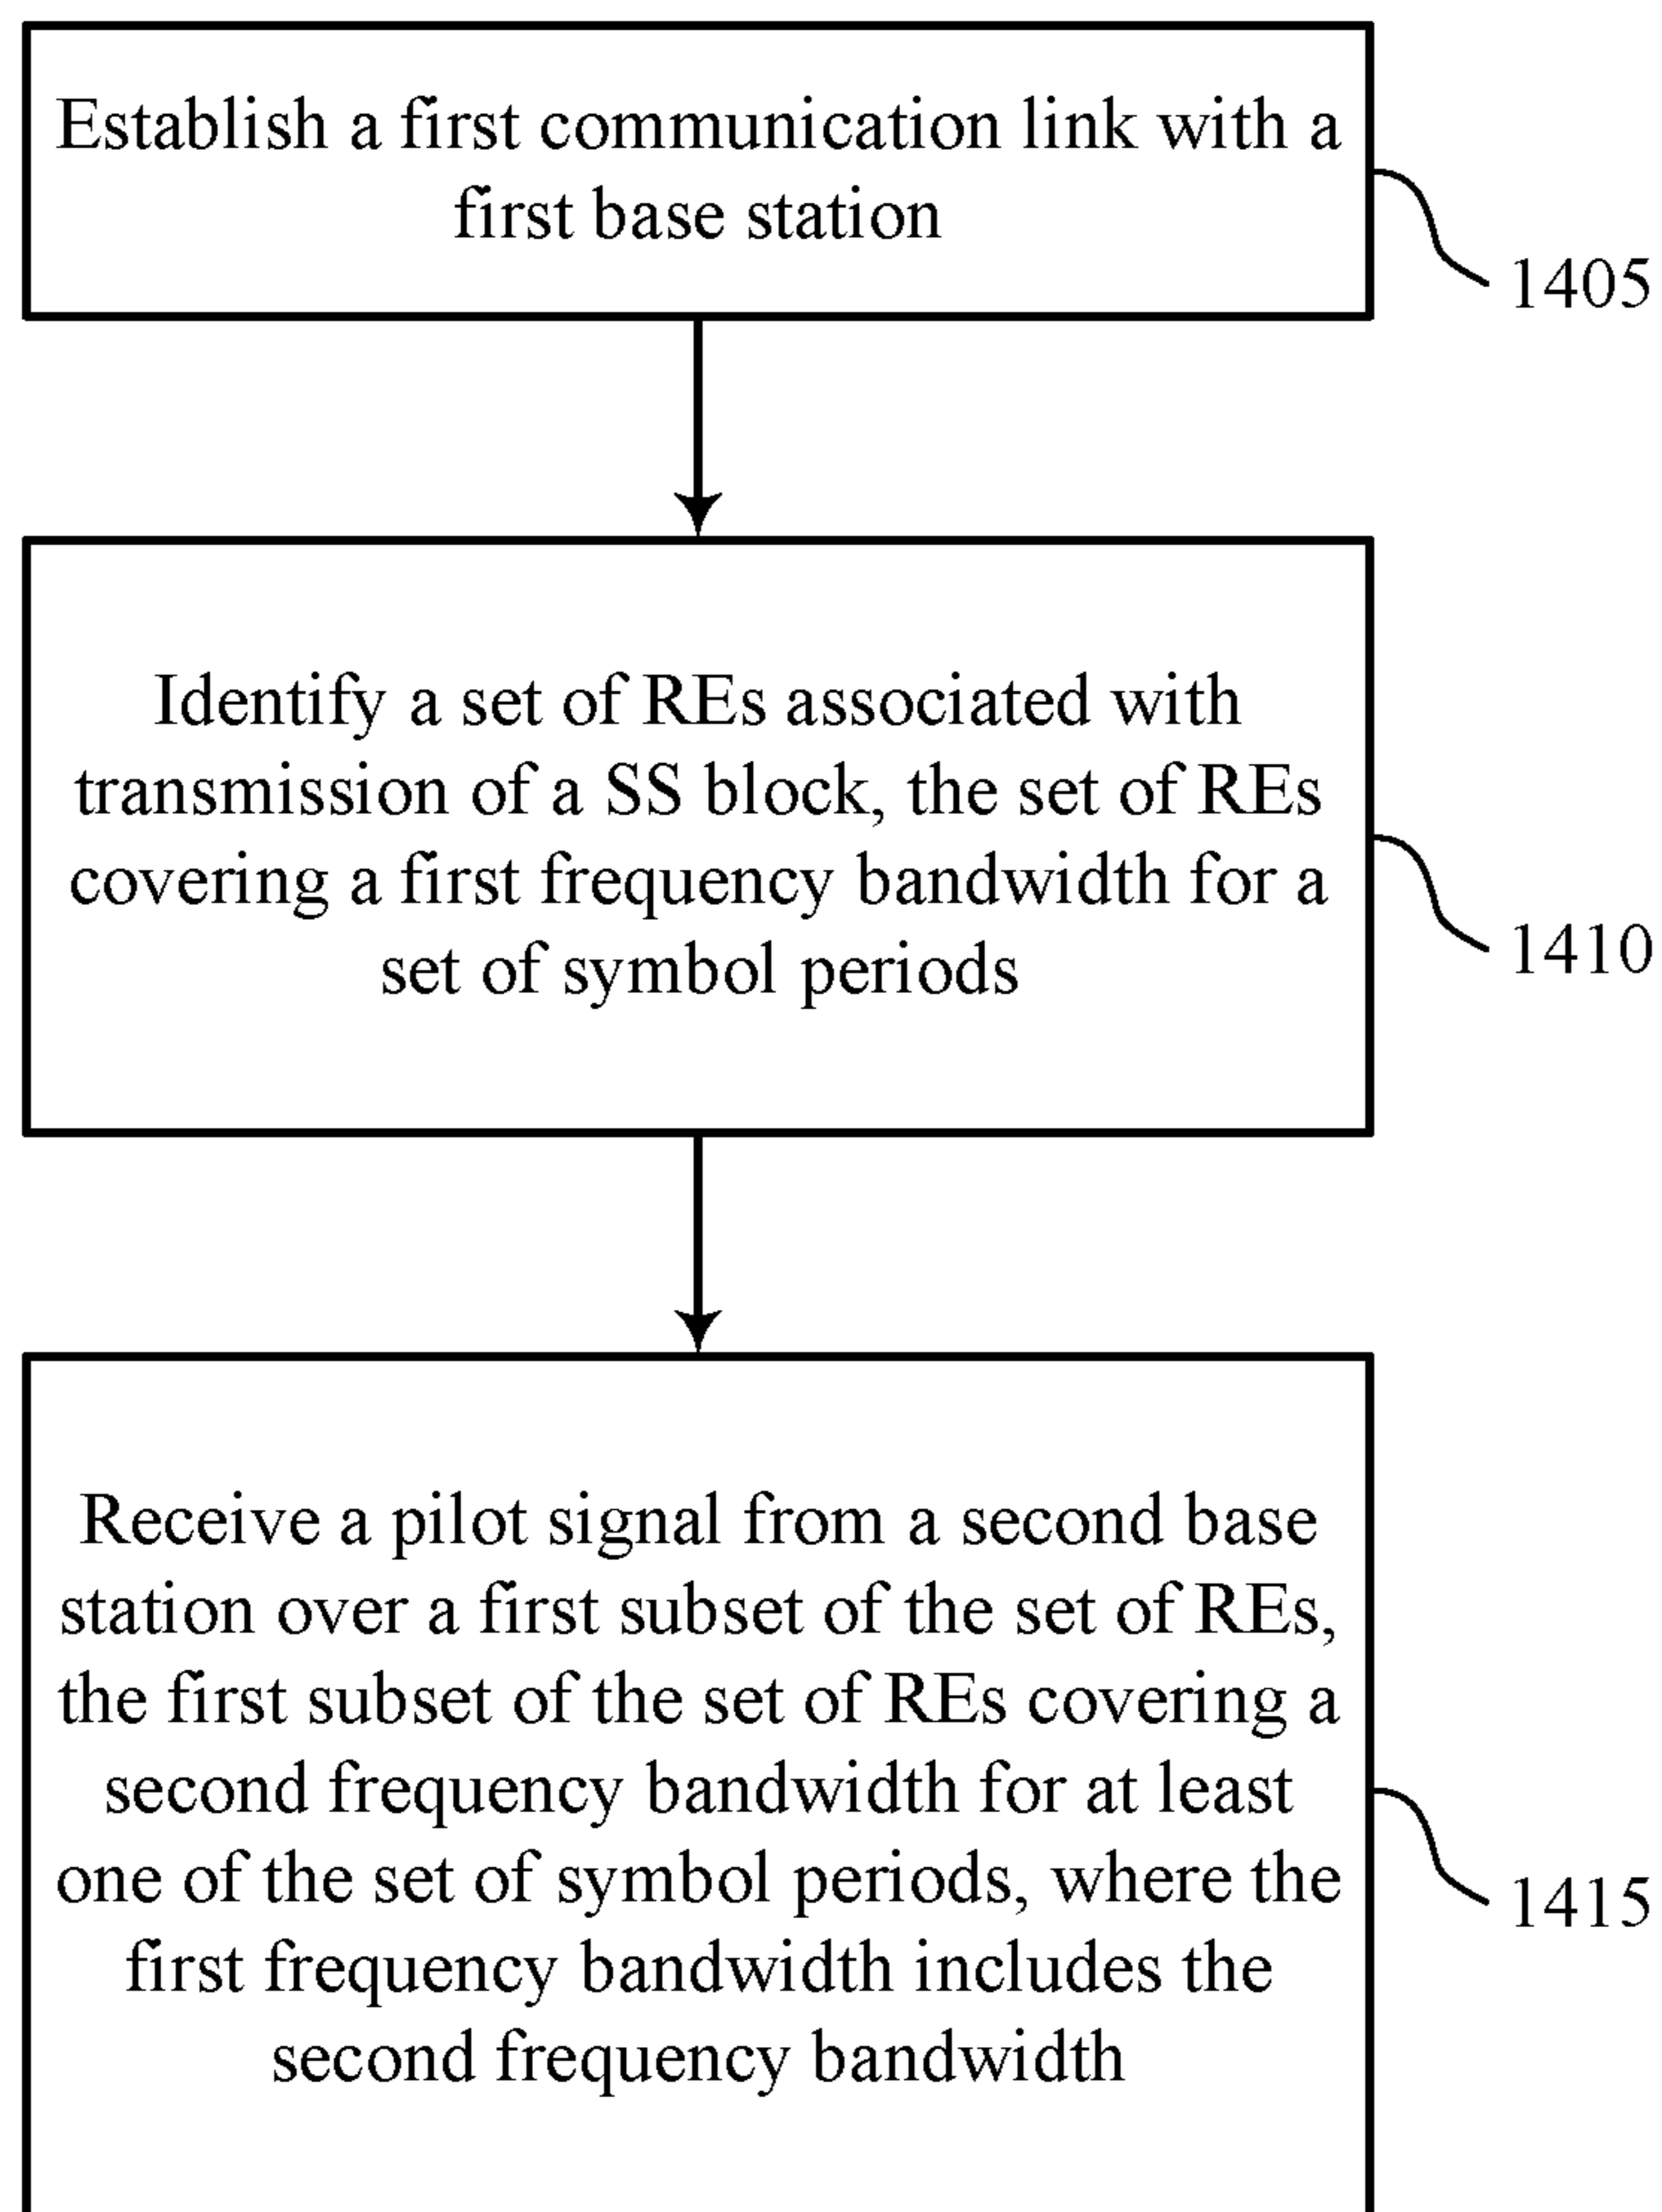 Establish a first communication link with a
first base station
1405
Identify a set of REs associated with
transmission of a SS block, the set of REs
covering a first frequency bandwidth for a
set of symbol periods
1410
Receive a pilot signal from a second base
station over a first subset of the set of REs,
the first subset of the set of REs covering a
second frequency bandwidth for at least
one of the set of symbol periods, where the
first frequency bandwidth includes the
second frequency bandwidth
1415